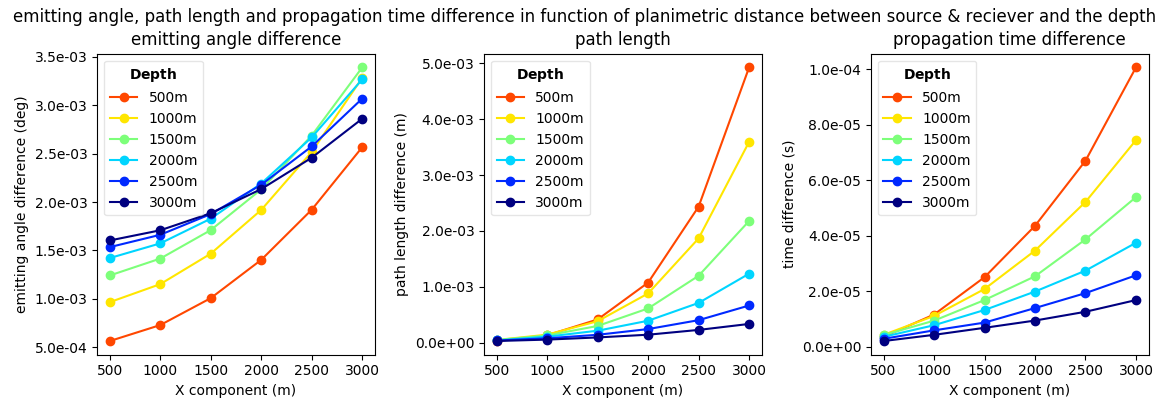 emitting angle, path length and propagation time difference in function of planimetric distance between source & reciever and the depth
emitting angle difference
emitting angle difference (deg)
3.5e-03
3.0e-03
2.5e-03
2.0e-03
1.5e-03
1.0e-03
5.0e-04
Depth
500m
1000m
1500m
2000m
2500m
3000m
500 1000 1500 2000 2500 3000
X component (m)
path length
path length difference (m)
5.0e-03
4.0e-03
3.0e-03
2.0e-03
1.0e-03
0.0e+00
Depth
500m
1000m
1500m
2000m
2500m
3000m
500 1000 1500 2000 2500 3000
X component (m)
propagation time difference
time difference (s)
1.0e-04
8.0e-05
6.0e-05
4.0e-05
2.0e-05
0.0e+00
Depth
500m
1000m
1500m
2000m
2500m
3000m
500 1000 1500 2000 2500 3000
X component (m)